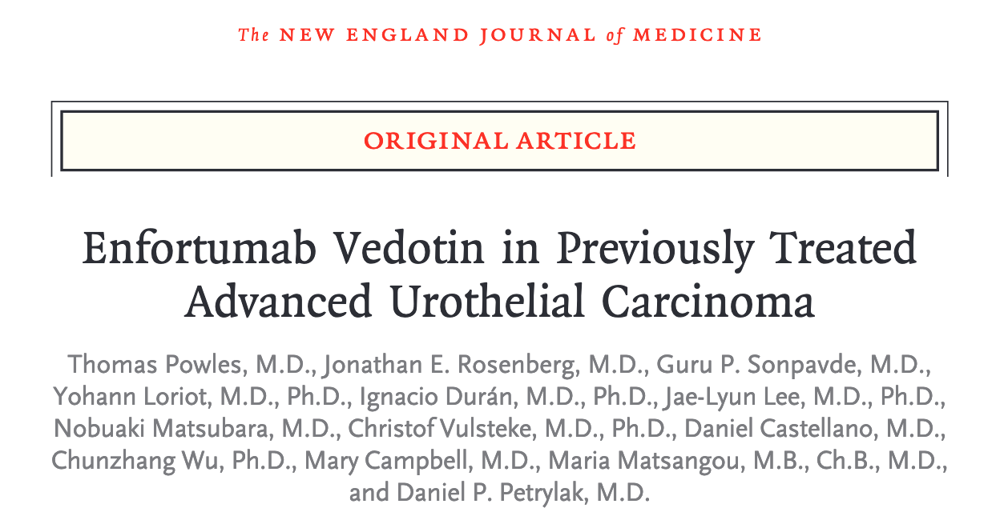 The NEW ENGLAND JOURNAL of MEDICINE
ORIGINAL ARTICLE
Enfortumab Vedotin in Previously Treated
Advanced Urothelial Carcinoma
Thomas Powles, M.D., Jonathan E. Rosenberg, M.D., Guru P. Sonpavde, M.D.,
Yohann Loriot, M.D., Ph.D., Ignacio Durán, M.D., Ph.D., Jae-Lyun Lee, M.D., Ph.D.,
Nobuaki Matsubara, M.D., Christof Vulsteke, M.D., Ph.D., Daniel Castellano, M.D.,
Chunzhang Wu, Ph.D., Mary Campbell, M.D., Maria Matsangou, M.B., Ch.B., M.D.,
and Daniel P. Petrylak, M.D.